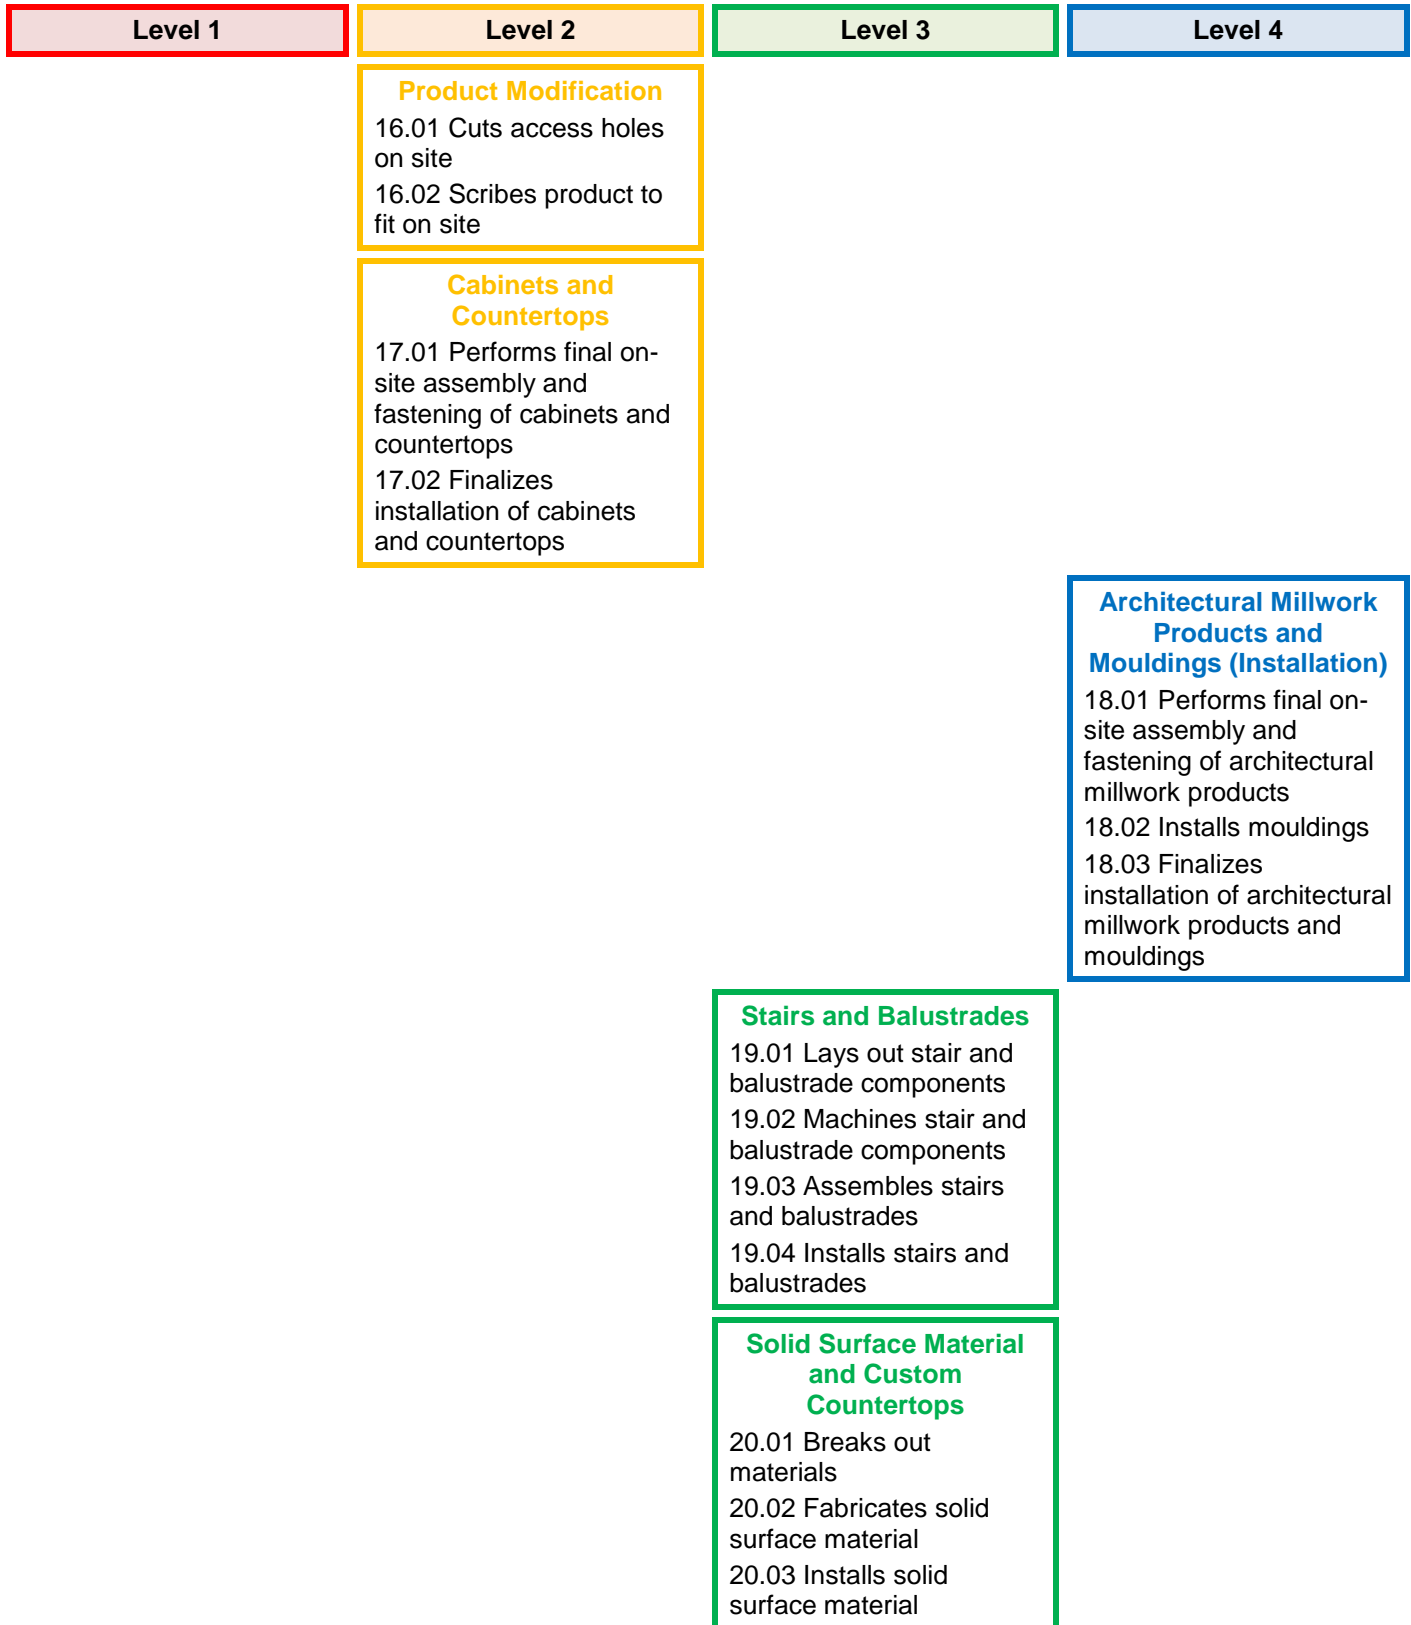 Level 1
Level 2
Level 3
Level 4
Product Modification
16.01 Cuts access holes
on site
16.02 Scribes product to
fit on site
Cabinets and
Countertops
17.01 Performs final on-
site assembly and
fastening of cabinets and
countertops
17.02 Finalizes
installation of cabinets
and countertops
Architectural Millwork
Products and
Mouldings (Installation)
18.01 Performs final on-
site assembly and
fastening of architectural
millwork products
18.02 Installs mouldings
18.03 Finalizes
installation of architectural
millwork products and
mouldings
Stairs and Balustrades
19.01 Lays out stair and
balustrade components
19.02 Machines stair and
balustrade components
19.03 Assembles stairs
and balustrades
19.04 Installs stairs and
balustrades
Solid Surface Material
and Custom
Countertops
20.01 Breaks out
materials
20.02 Fabricates solid
surface material
20.03 Installs solid
surface material